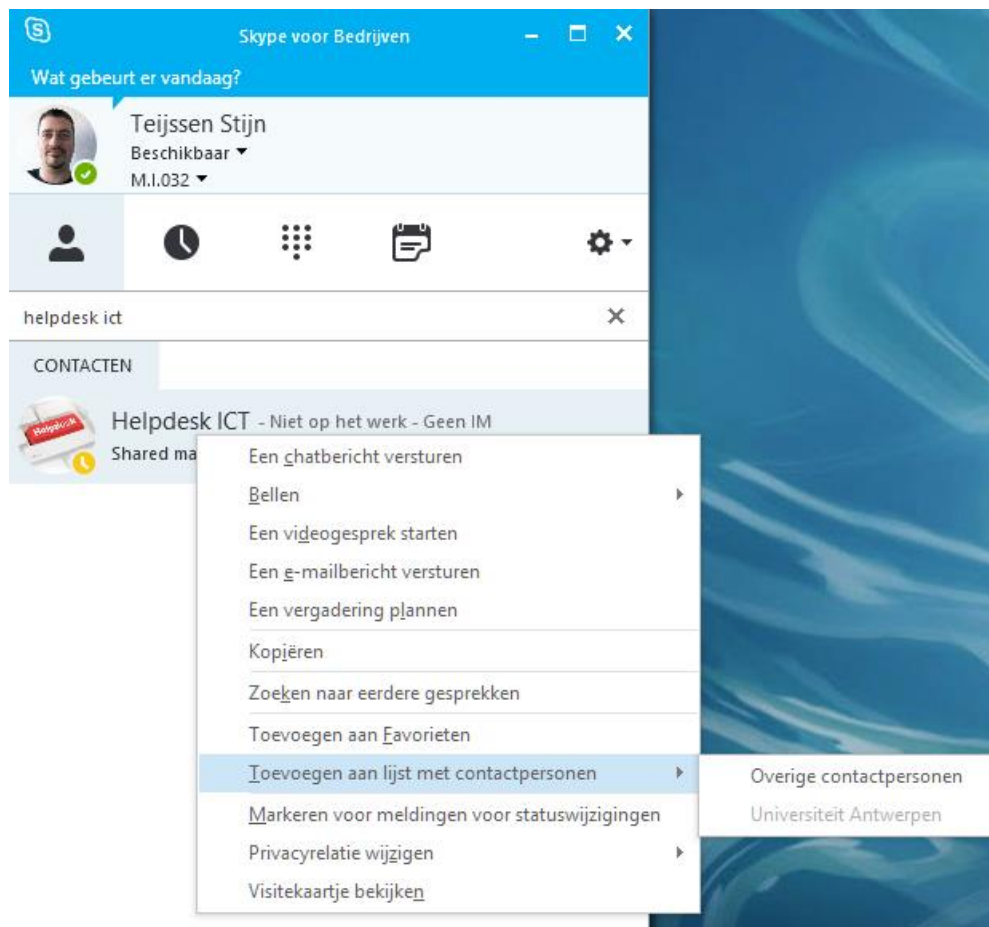 Skype voor Bedrijven
Wat gebeurt er vandaag?
Teijssen Stijn
Beschikbaar
M.I.032
helpdesk ict
CONTACTEN
Helpdesk
Helpdesk ICT - Niet op het werk - Geen IM
Shared ma
Een chatbericht versturen
Bellen
Een videogesprek starten
Een e-mailbericht versturen
Een vergadering plannen
Kopiëren
Zoeken naar eerdere gesprekken
Toevoegen aan Favorieten
Toevoegen aan lijst met contactpersonen
Overige contactpersonen
Markeren voor meldingen voor statuswijzigingen
Universiteit Antwerpen
Privacyrelatie wijzigen
Visitekaartje bekijken